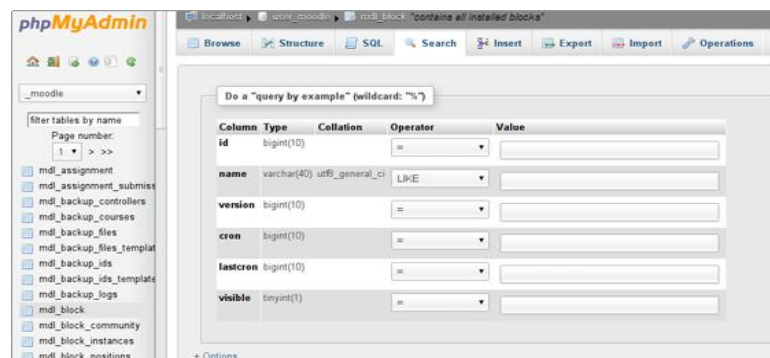 phpMyAdmin
_moodle
filter tables by name
Page number:
1 > >>
mdl_assignment
mdl_assignment_submiss
mdl_backup_controllers
mdl_backup_courses
mdl_backup_files
mdl_backup_files_templat
mdl_backup_ids
mdl_backup_ids_template
mdl_backup_logs
mdl_block
mdl_block_community
mdl_block_instances
mdl_block_positions
localhost user_moodle mdl_block "contains all installed blocks"
Browse Structure SQL Search Insert Export Import Operations
Do a "query by example" (wildcard: "%")
Column Type Collation Operator Value
id bigint(10) =
name varchar(40) utf8_general_ci LIKE
version bigint(10) =
cron bigint(10) =
lastcron bigint(10) =
visible tinyint(1) =
+ Options